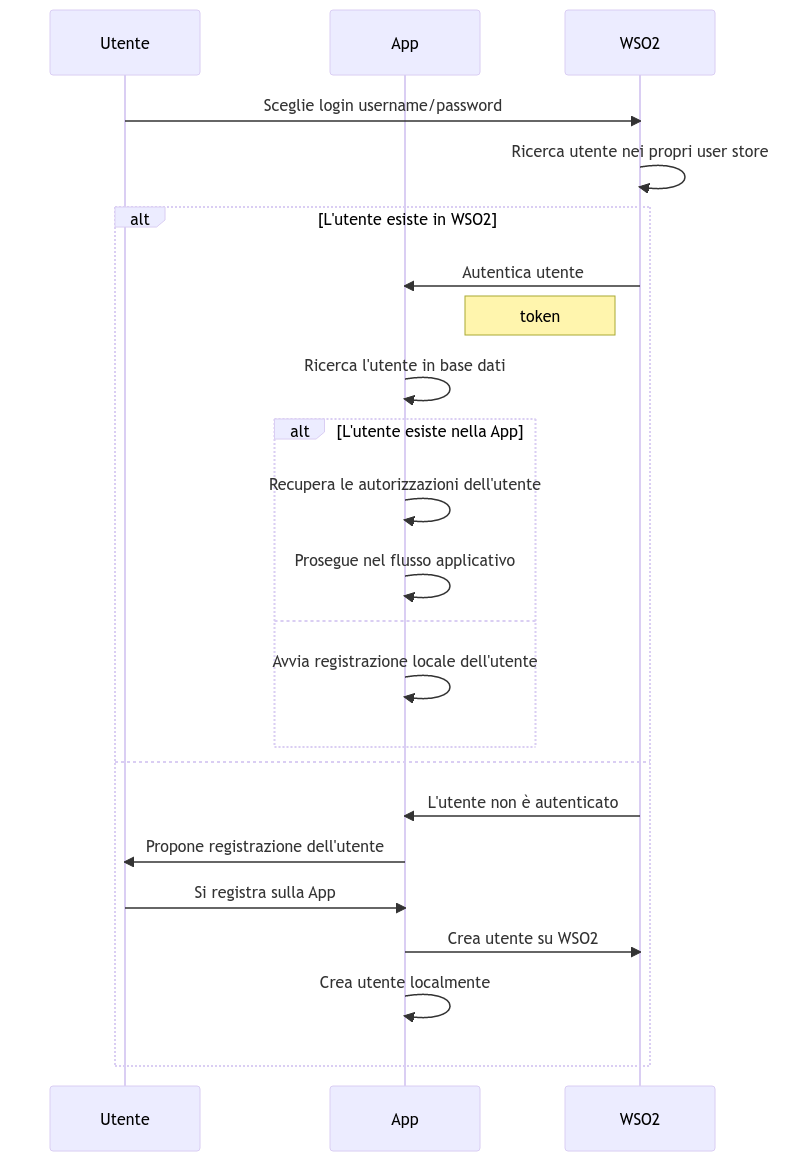 Utente
App
WSO2
Sceglie login username/password
Ricerca utente nei propri user store
alt
[L'utente esiste in WSO2]
Autentica utente
token
Ricerca l'utente in base dati
alt
[L'utente esiste nella App]
Recupera le autorizzazioni dell'utente
Prosegue nel flusso applicativo
Avvia registrazione locale dell'utente
L'utente non è autenticato
Propone registrazione dell'utente
Si registra sulla App
Crea utente su WSO2
Crea utente localmente
Utente
App
WSO2